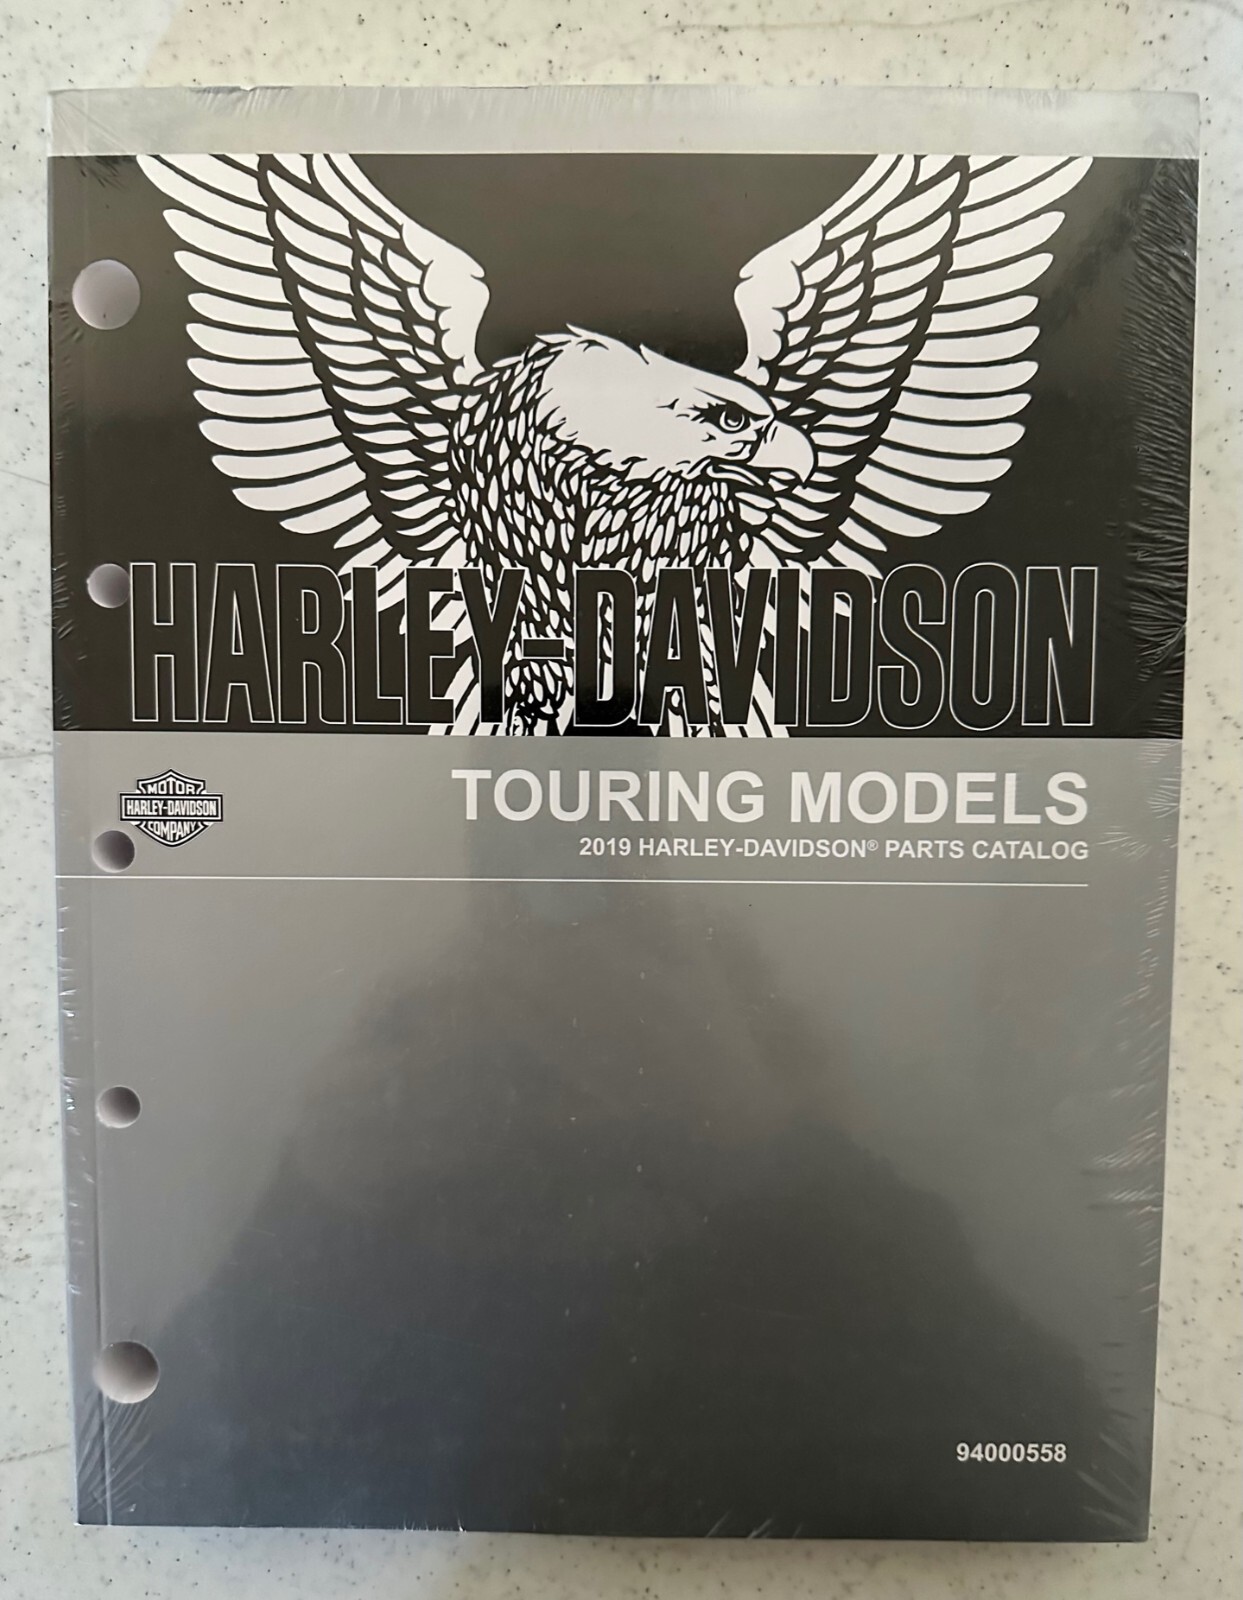 HARLEY-DAVIDSON
TOURING MODELS
2019 HARLEY-DAVIDSON® PARTS CATALOG
MOTOR
HARLEY-DAVIDSON
COMPANY
94000558